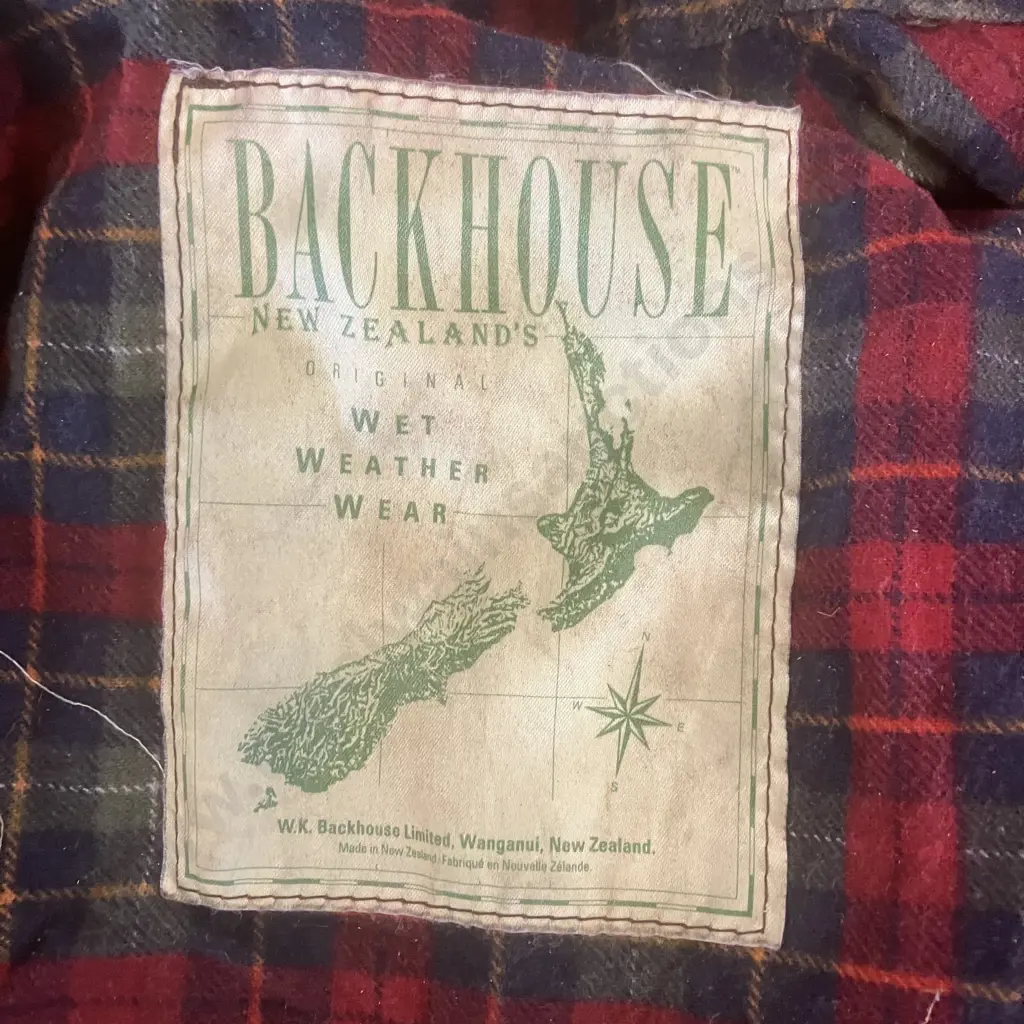 BACKHOUSE™
NEW ZEALAND'S
ORIGINAL
WET
WEATHER
WEAR
N
W
E
S
W.K. Backhouse Limited, Wanganui, New Zealand.
Made in New Zealand. Fabriqué en Nouvelle Zélande.